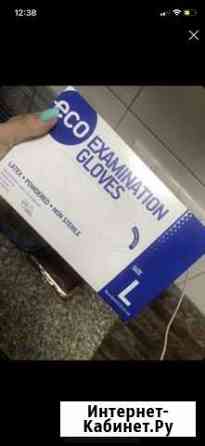 12:38
eco
EXAMINATION
GLOVES
LATEX • POWDERED • NON STERILE
SIZE
L
Интернет-
Кабинет.Ру